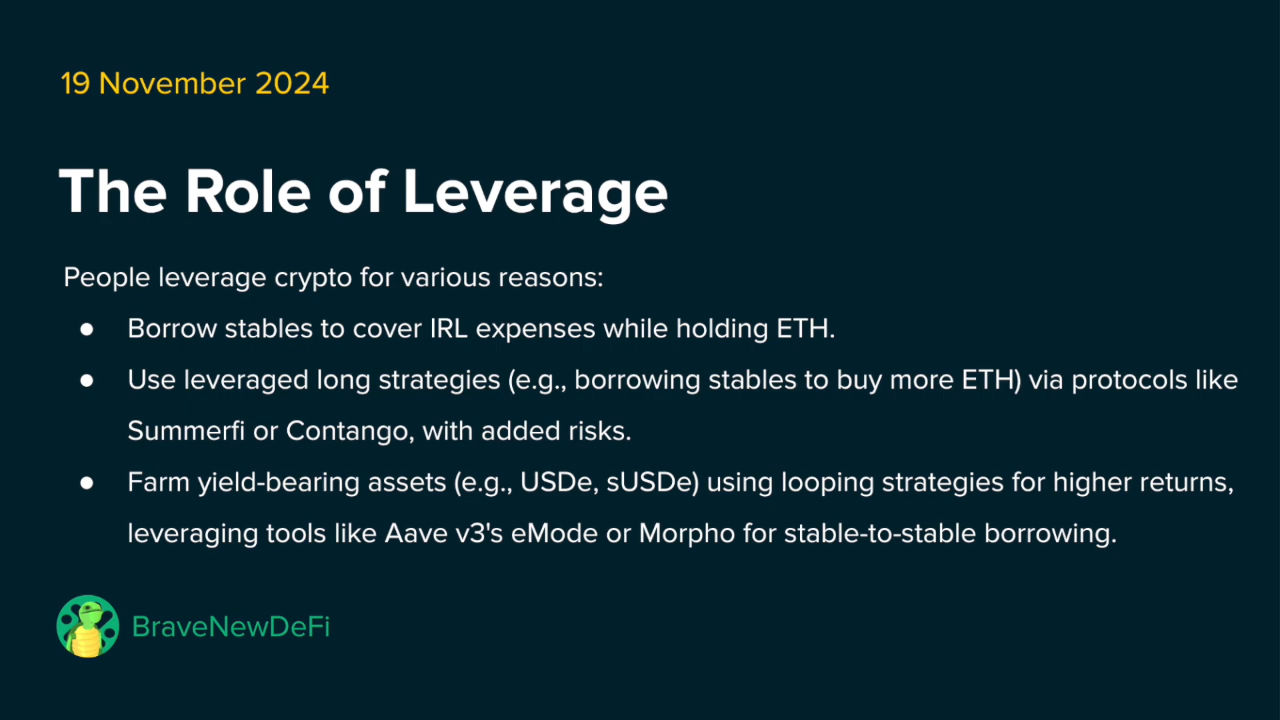 19 November 2024
The Role of Leverage
People leverage crypto for various reasons:
● Borrow stables to cover IRL expenses while holding ETH.
● Use leveraged long strategies (e.g., borrowing stables to buy more ETH) via protocols like
Summerfi or Contango, with added risks.
● Farm yield-bearing assets (e.g., USDe, sUSDe) using looping strategies for higher returns,
leveraging tools like Aave v3's eMode or Morpho for stable-to-stable borrowing.
BraveNewDeFi